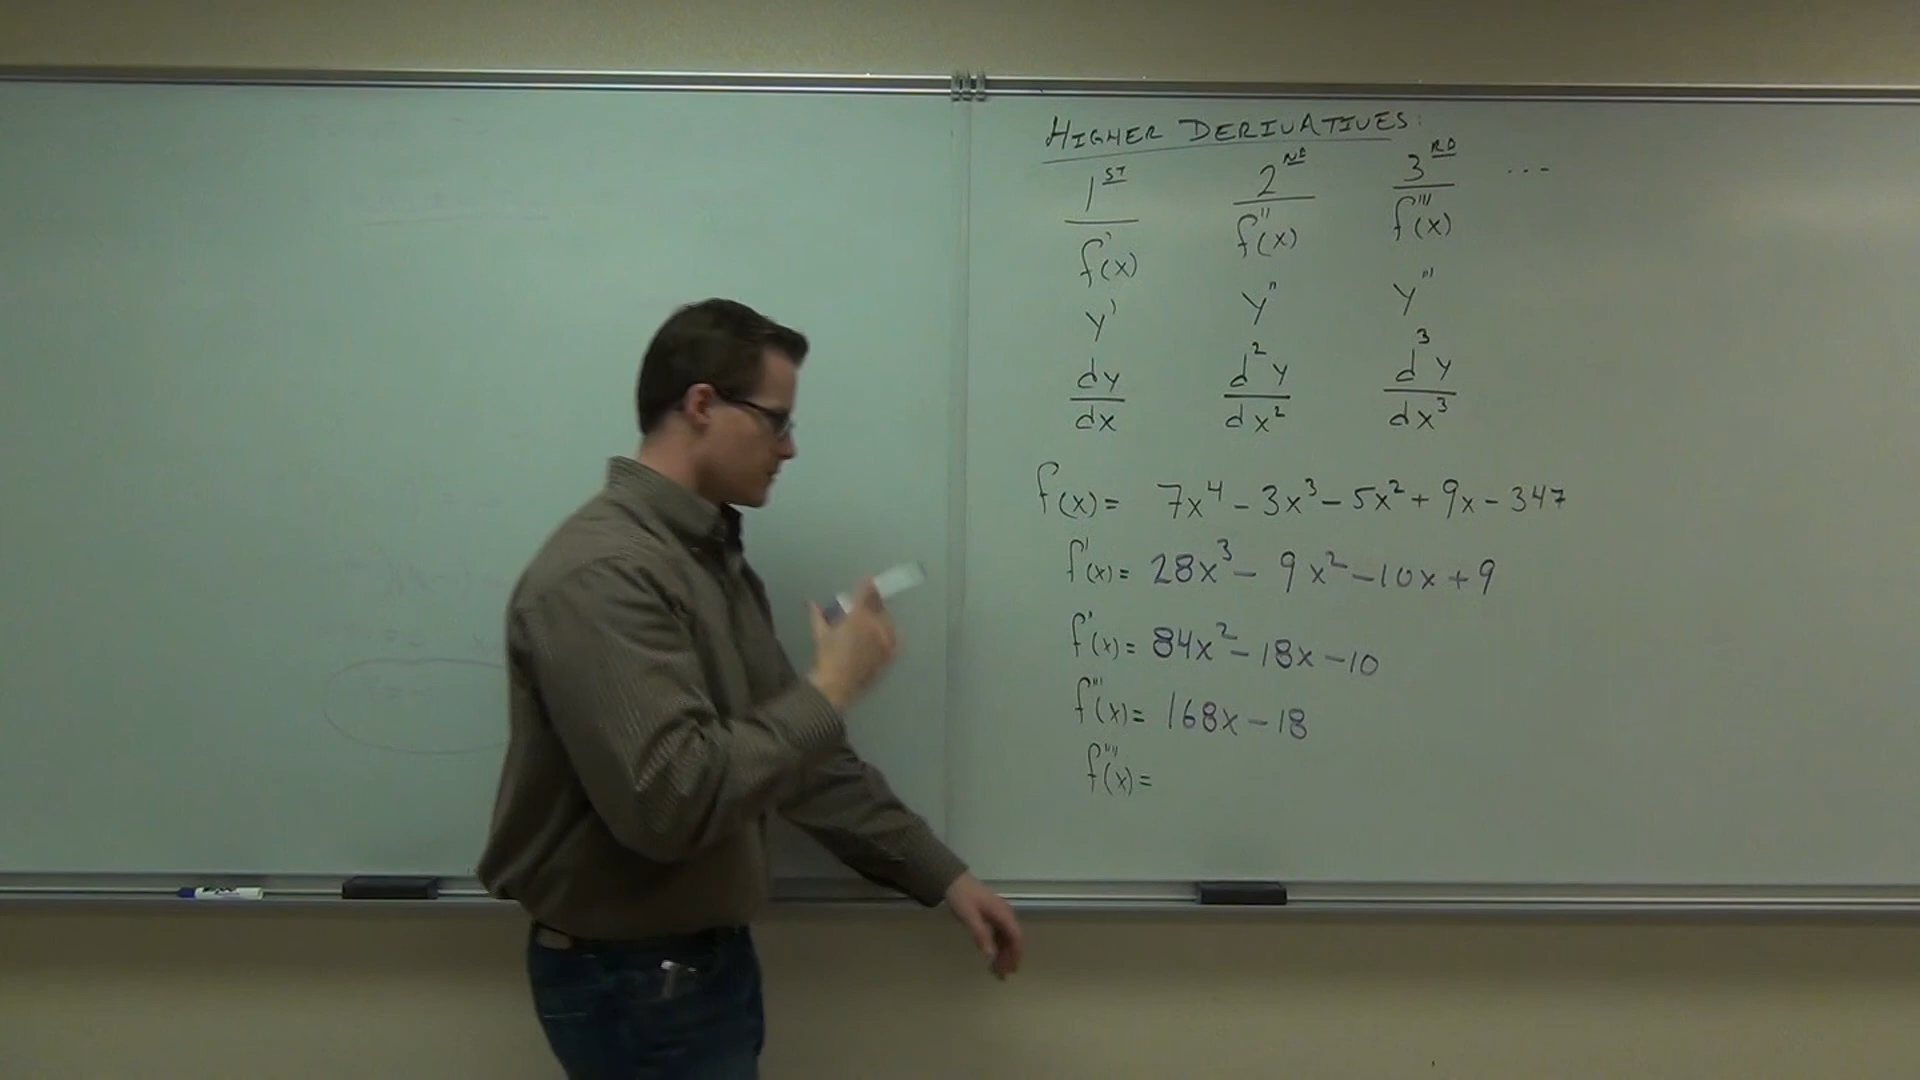 HIGHER DERIVATIVES:
1ST 2ND 3RD ...
f'(x) f''(x) f'''(x)
y' y'' y'''
dy/dx d²y/dx² d³y/dx³
f(x) = 7x⁴ - 3x³ - 5x² + 9x - 347
f'(x) = 28x³ - 9x² - 10x + 9
f'(x) = 84x² - 18x - 10
f'''(x) = 168x - 18
f''''(x) =